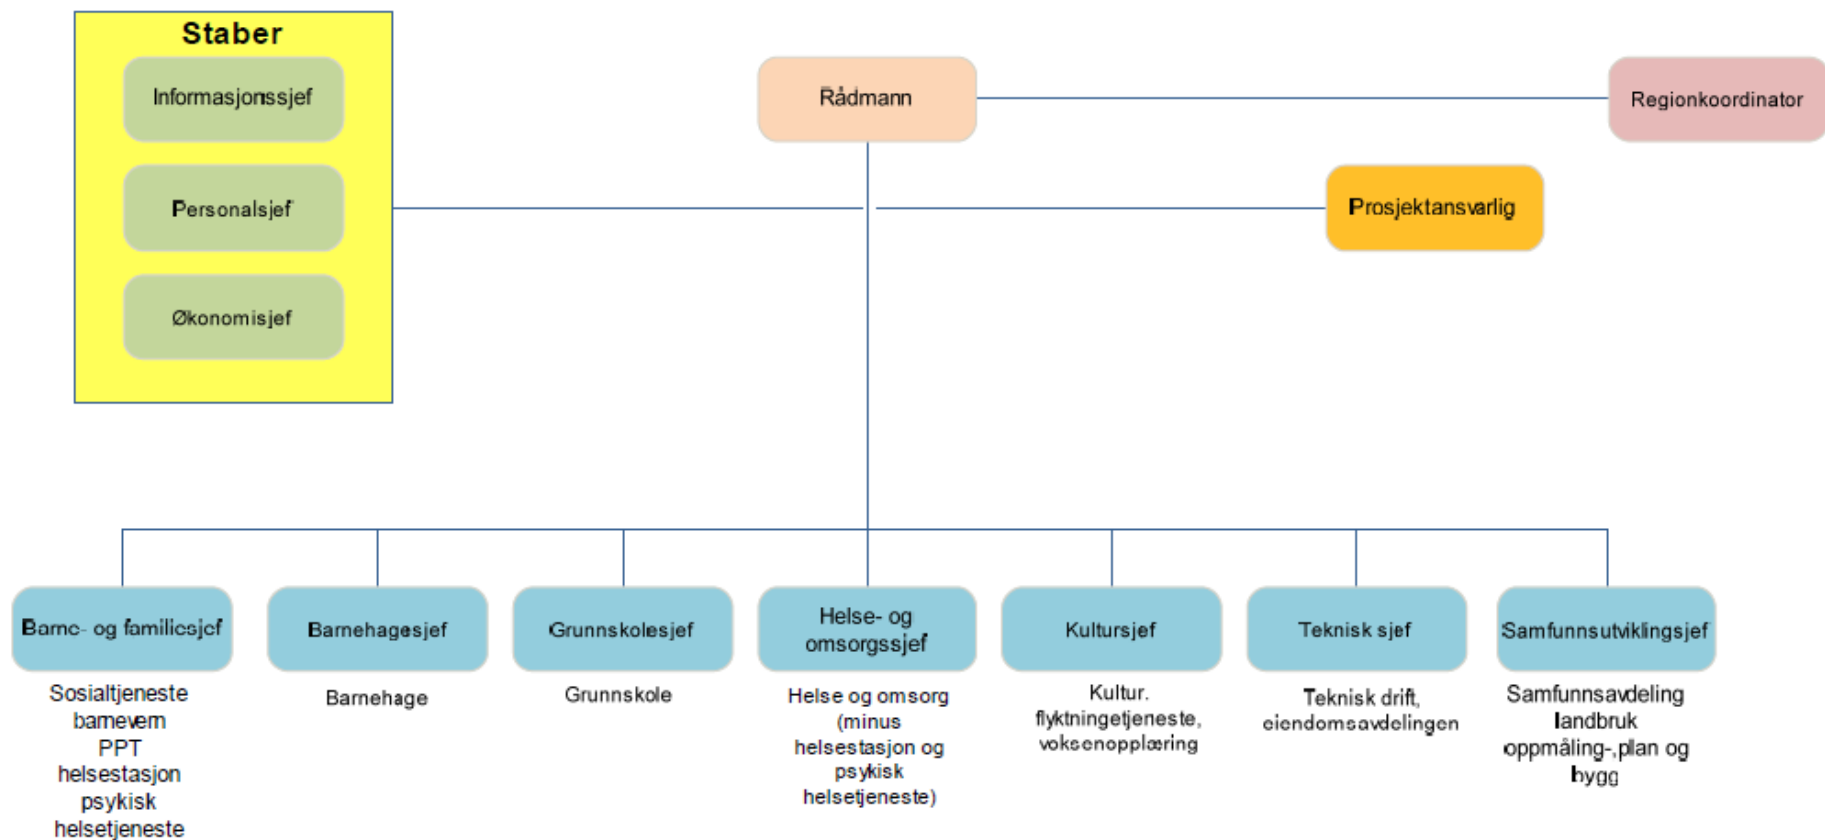 Staber
Informasjonssjef
Rådmann
Regionkoordinator
Personalsjef
Prosjektansvarlig
Økonomisjef
Barne- og familiesjef
Barnehagesjef
Grunnskolesjef
Helse- og
omsorgssjef
Kultursjef
Teknisk sjef
Samfunnsutviklingsjef
Sosialtjeneste
barnevern
PPT
helsestasjon
psykisk
helsetjeneste
Barnehage
Grunnskole
Helse og omsorg
(minus
helsestasjon og
psykisk
helsetjeneste)
Kultur.
flyktningetjeneste,
voksenopplæring
Teknisk drift,
eiendomsavdelingen
Samfunnsavdeling
landbruk
oppmåling-,plan og
bygg